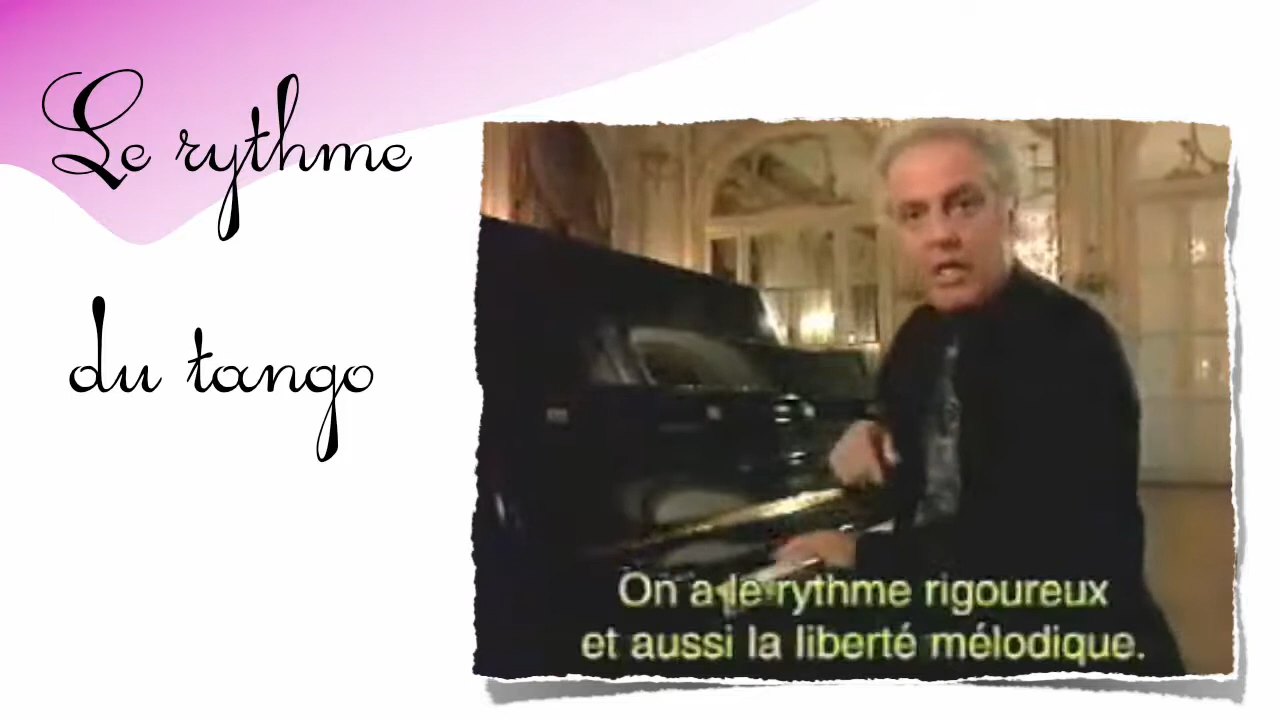 Le rythme
du tango
On a le rythme rigoureux
et aussi la liberté mélodique.